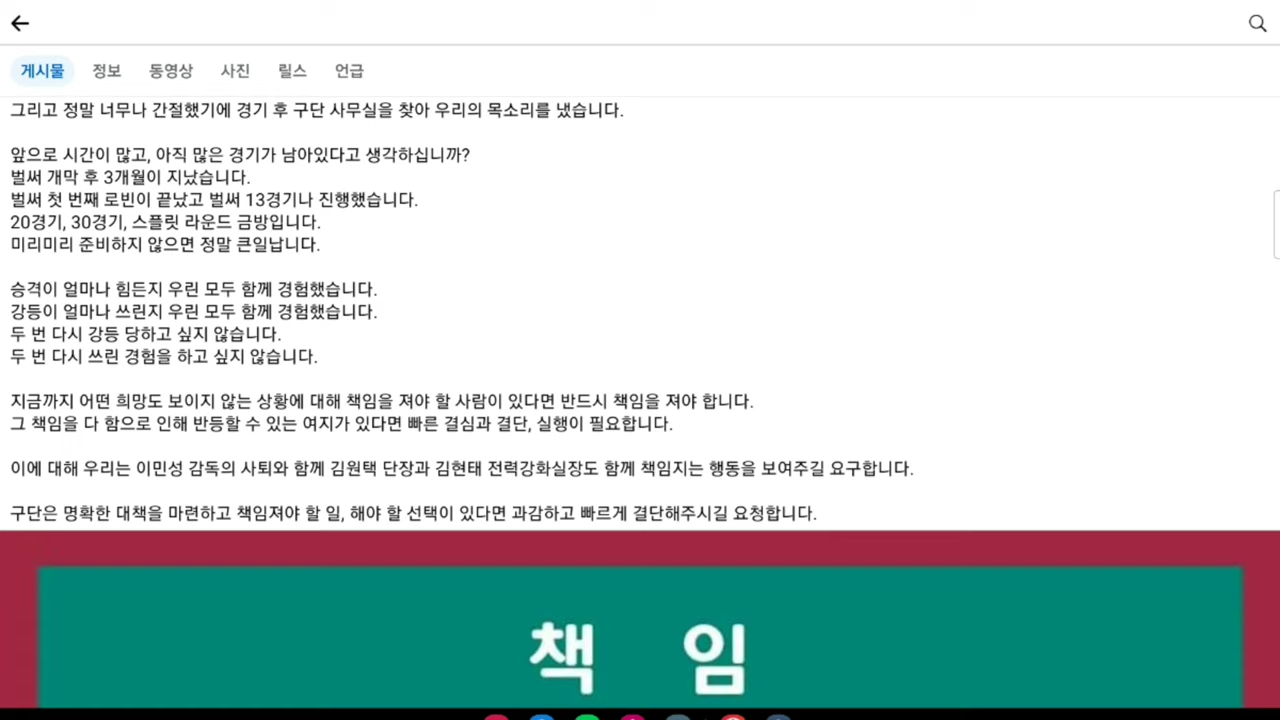 게시물 정보 동영상 사진 릴스 언급
그리고 정말 너무나 간절했기에 경기 후 구단 사무실을 찾아 우리의 목소리를 냈습니다.
앞으로 시간이 많고, 아직 많은 경기가 남아있다고 생각하십니까?
벌써 개막 후 3개월이 지났습니다.
벌써 첫 번째 로빈이 끝났고 벌써 13경기나 진행했습니다.
20경기, 30경기, 스플릿 라운드 금방입니다.
미리미리 준비하지 않으면 정말 큰일납니다.
승격이 얼마나 힘든지 우린 모두 함께 경험했습니다.
강등이 얼마나 쓰린지 우린 모두 함께 경험했습니다.
두 번 다시 강등 당하고 싶지 않습니다.
두 번 다시 쓰린 경험을 하고 싶지 않습니다.
지금까지 어떤 희망도 보이지 않는 상황에 대해 책임을 져야 할 사람이 있다면 반드시 책임을 져야 합니다.
그 책임을 다 함으로 인해 반등할 수 있는 여지가 있다면 빠른 결심과 결단, 실행이 필요합니다.
이에 대해 우리는 이민성 감독의 사퇴와 함께 김원택 단장과 김현태 전력강화실장도 함께 책임지는 행동을 보여주길 요구합니다.
구단은 명확한 대책을 마련하고 책임져야 할 일, 해야 할 선택이 있다면 과감하고 빠르게 결단해주시길 요청합니다.
책 임